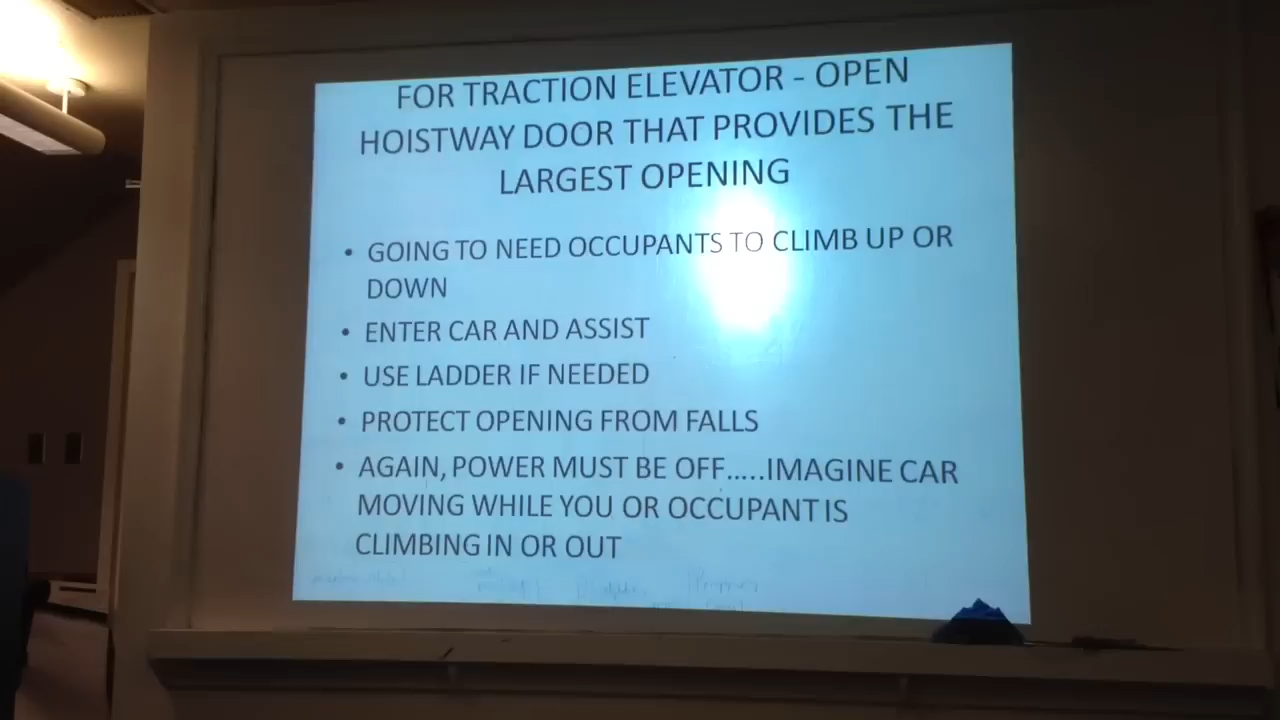 FOR TRACTION ELEVATOR - OPEN
HOISTWAY DOOR THAT PROVIDES THE
LARGEST OPENING
• GOING TO NEED OCCUPANTS TO CLIMB UP OR
DOWN
• ENTER CAR AND ASSIST
• USE LADDER IF NEEDED
• PROTECT OPENING FROM FALLS
• AGAIN, POWER MUST BE OFF.....IMAGINE CAR
MOVING WHILE YOU OR OCCUPANT IS
CLIMBING IN OR OUT